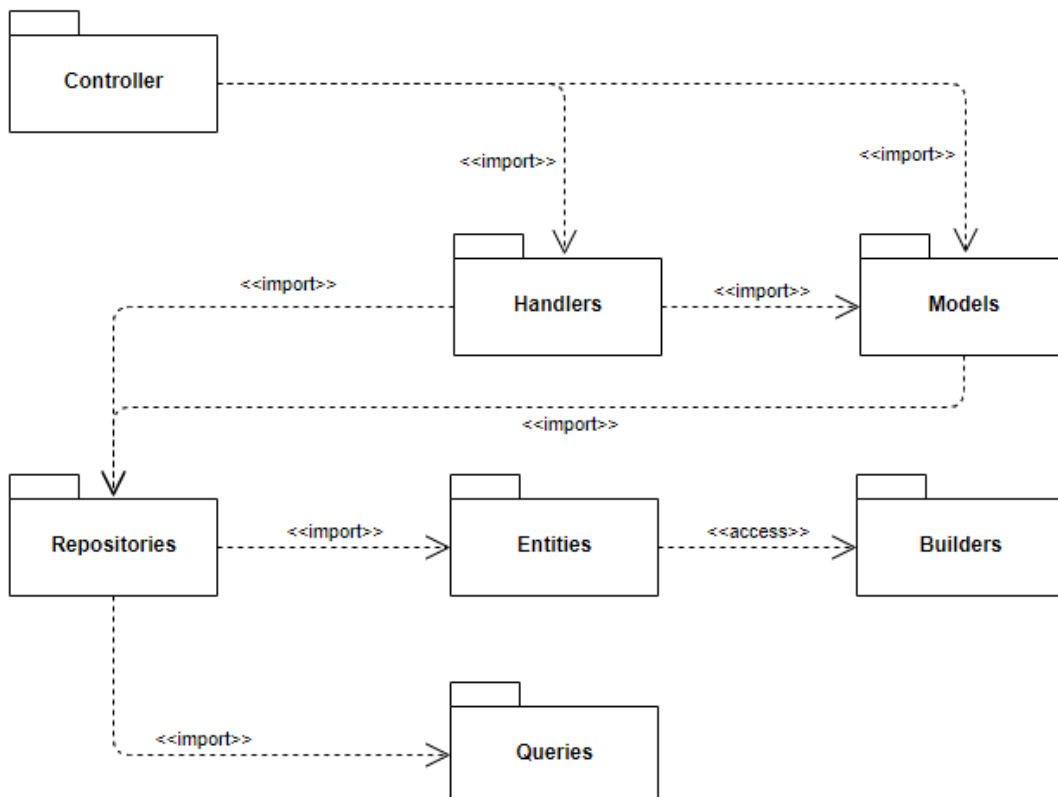 Controller
<<import>>
<<import>>
<<import>>
Handlers
<<import>>
Models
<<import>>
Repositories
<<import>>
Entities
<<access>>
Builders
<<import>>
Queries